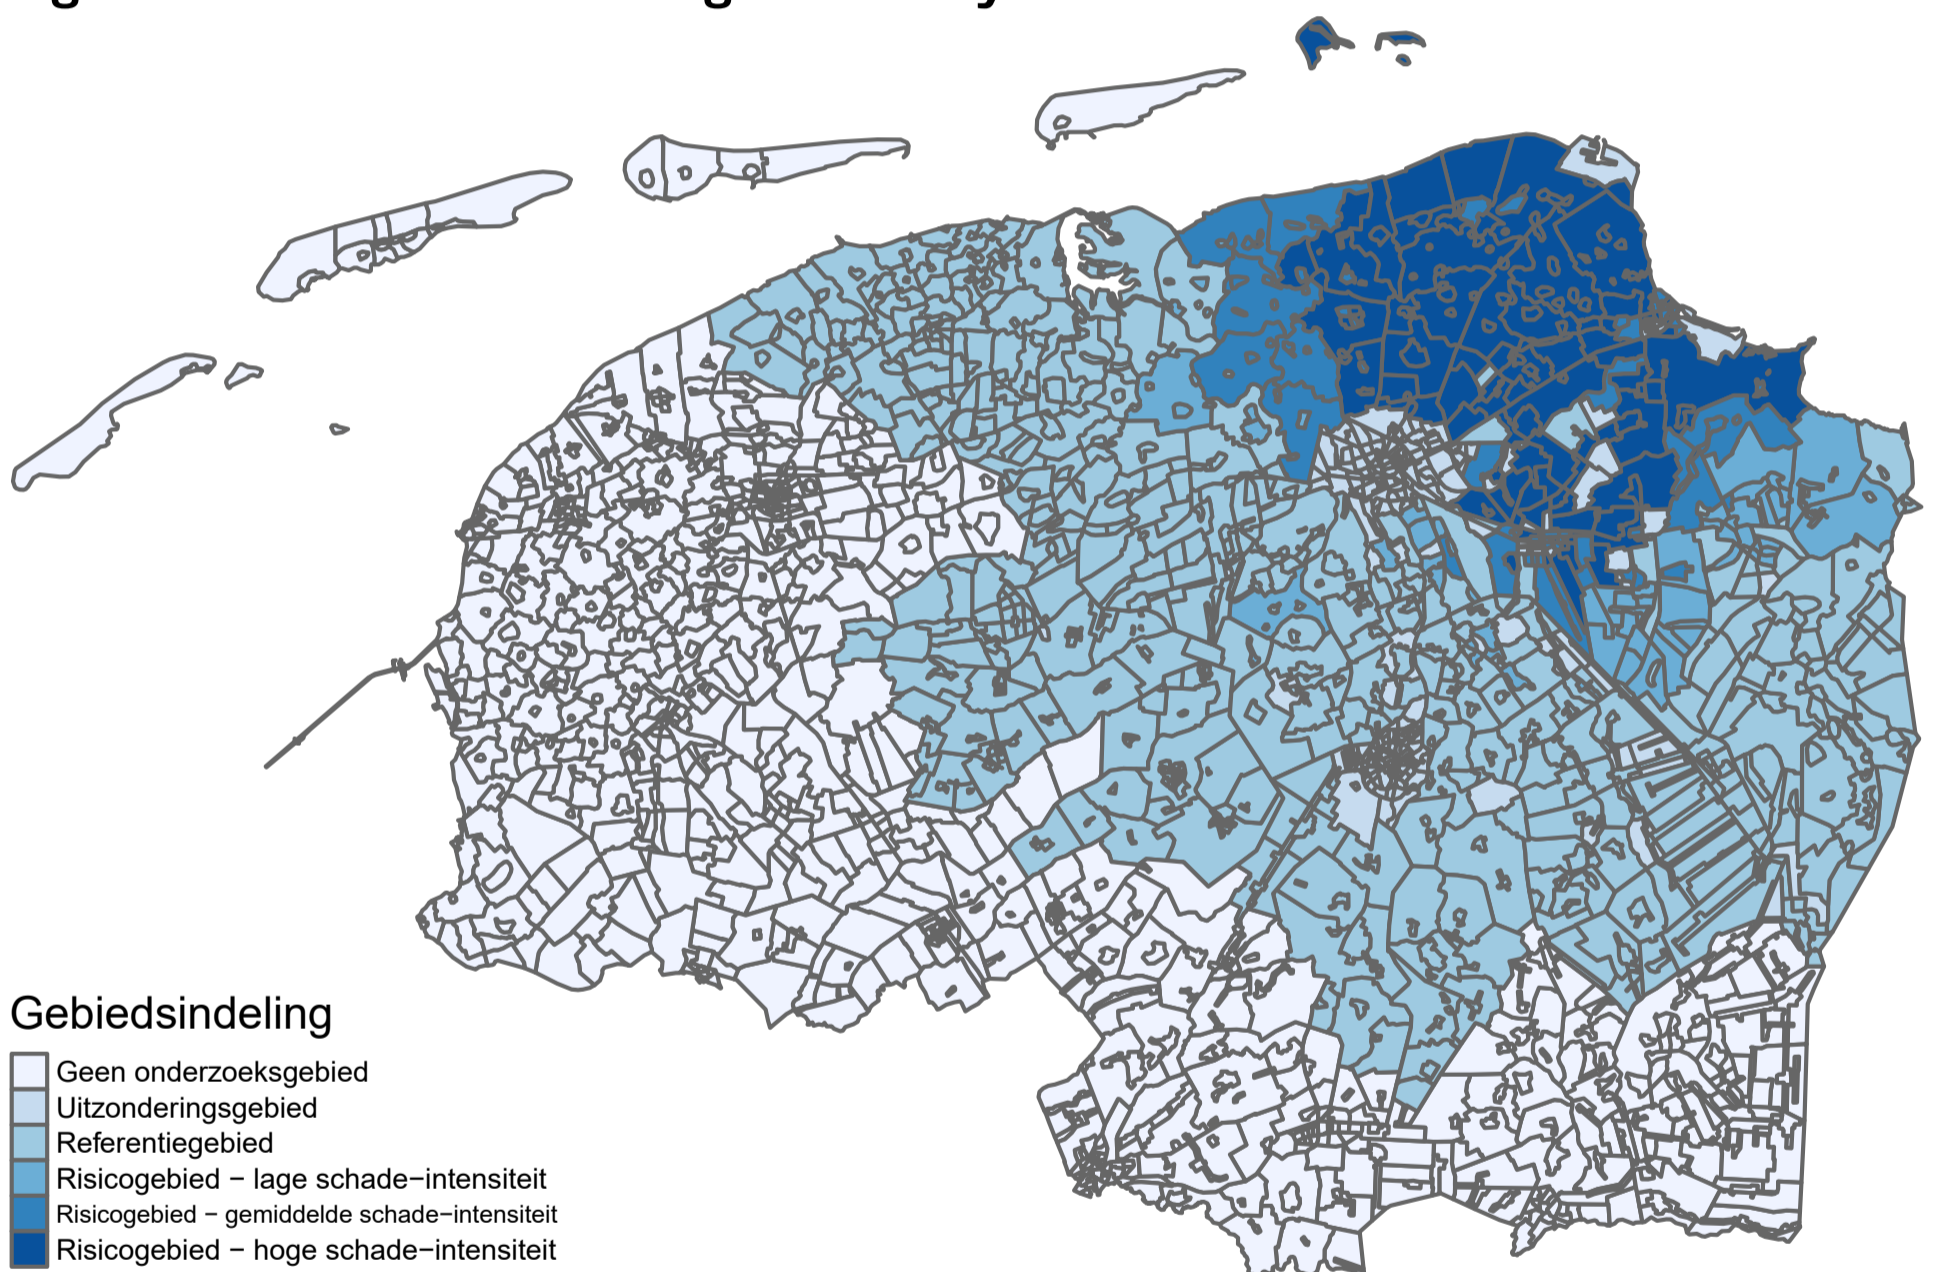 Gebiedsindeling
Geen onderzoeksgebied
Uitzonderingsgebied
Referentiegebied
Risicogebied − lage schade−intensiteit
Risicogebied − gemiddelde schade−intensiteit
Risicogebied − hoge schade−intensiteit